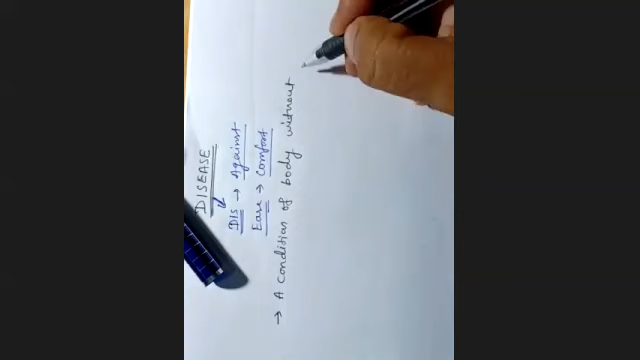 DISEASE
DIS → Against
Ease → Comfort
→ A condition of body without